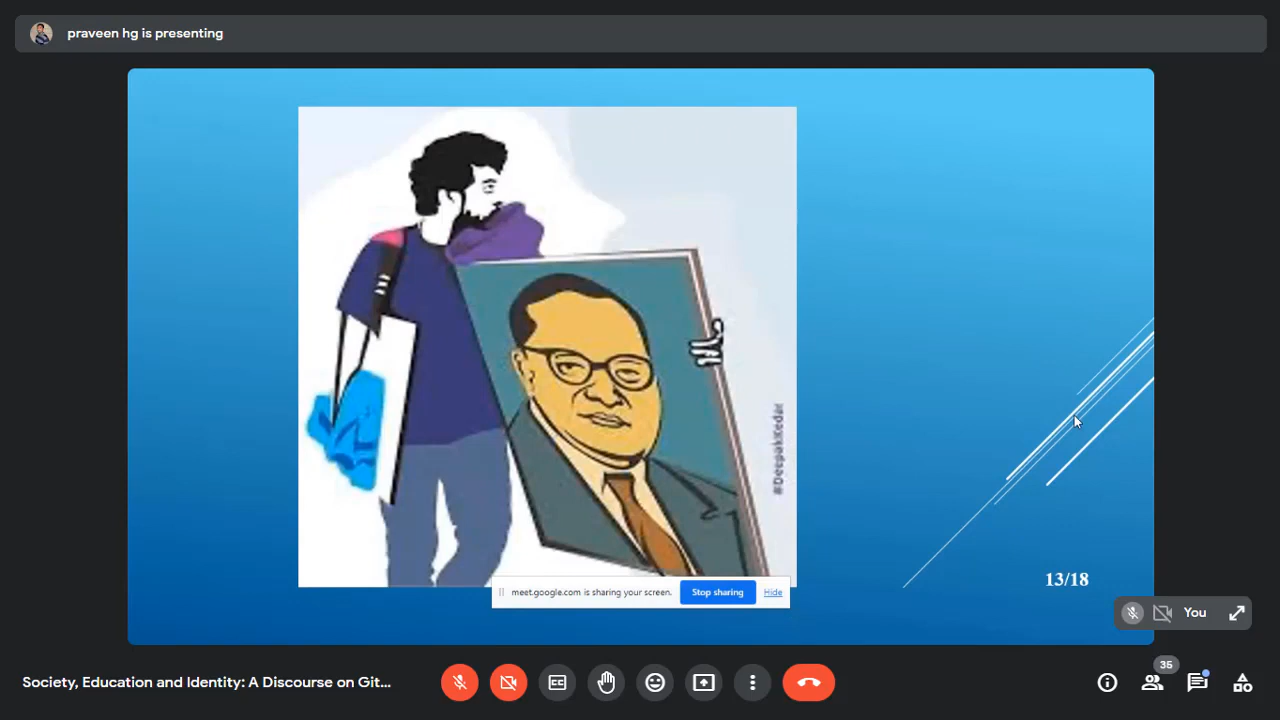 praveen hg is presenting
#DeepakKedar
meet.google.com is sharing your screen. Stop sharing Hide
13/18
You
Society, Education and Identity: A Discourse on Git...
CC
35